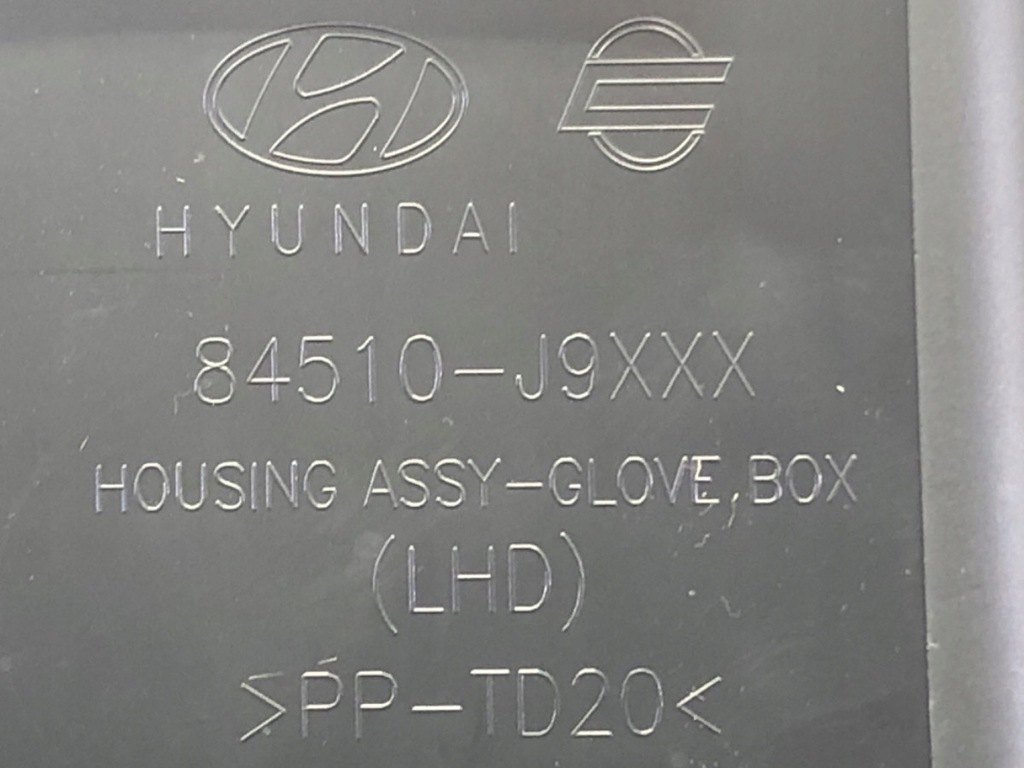 HYUNDAI
84510-J9XXX
HOUSING ASSY-GLOVE BOX
(LHD)
>PP-TD20<